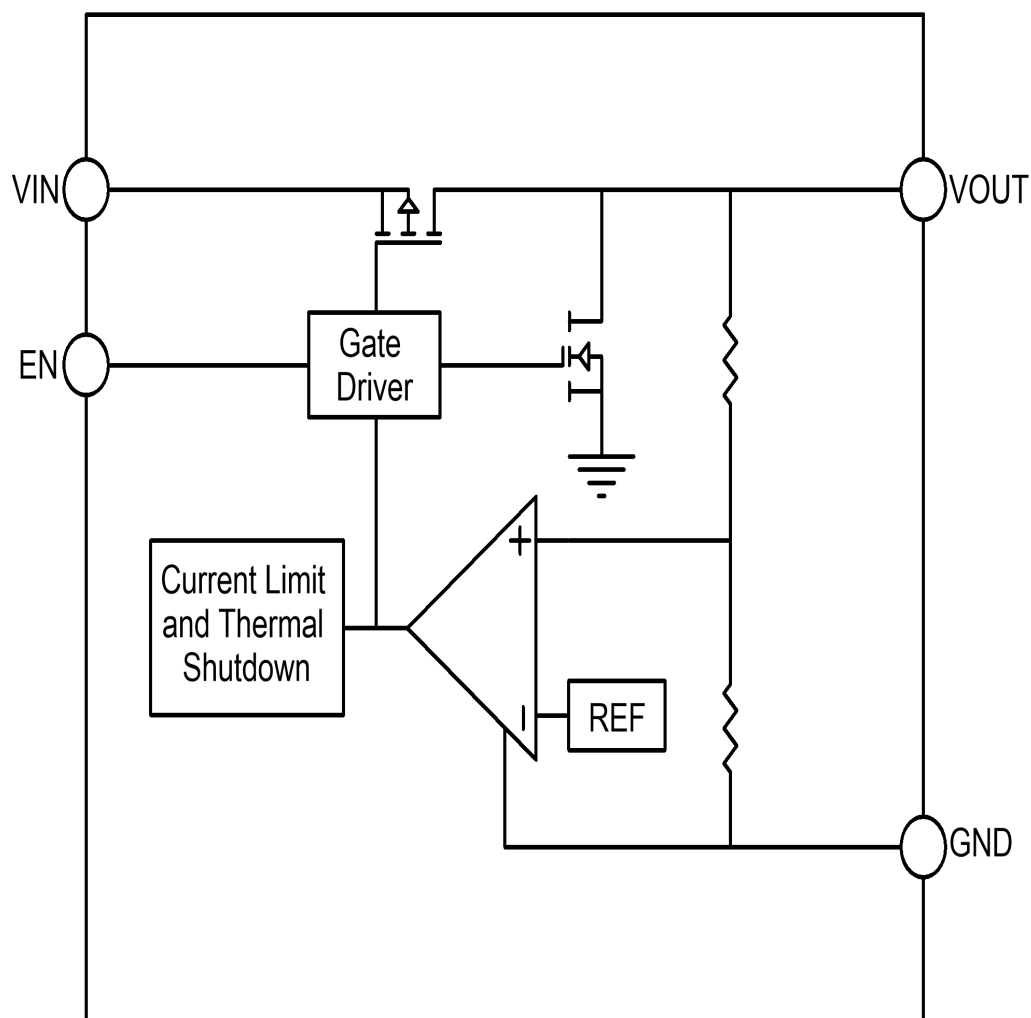 VIN
VOUT
EN
Gate
Driver
+
Current Limit
and Thermal
Shutdown
–
REF
GND